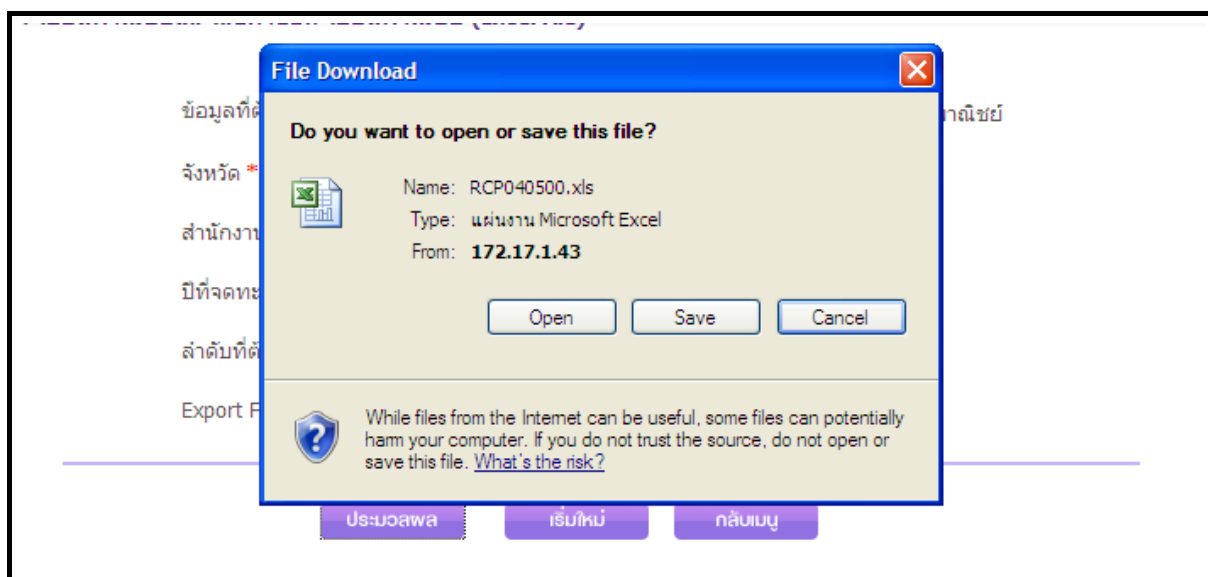 (Excel.xls)
File Download
ข้อมูลที่ต้
าณิชย์
Do you want to open or save this file?
จังหวัด *
Name: RCP040500.xls
Type: แผ่นงาน Microsoft Excel
สำนักงาน
From: 172.17.1.43
ปีที่จดทะ
Open Save Cancel
ลำดับที่ต้
Export F
While files from the Internet can be useful, some files can potentially
harm your computer. If you do not trust the source, do not open or
save this file. What's the risk?
ประมวลผล เริ่มใหม่ กลับเมนู